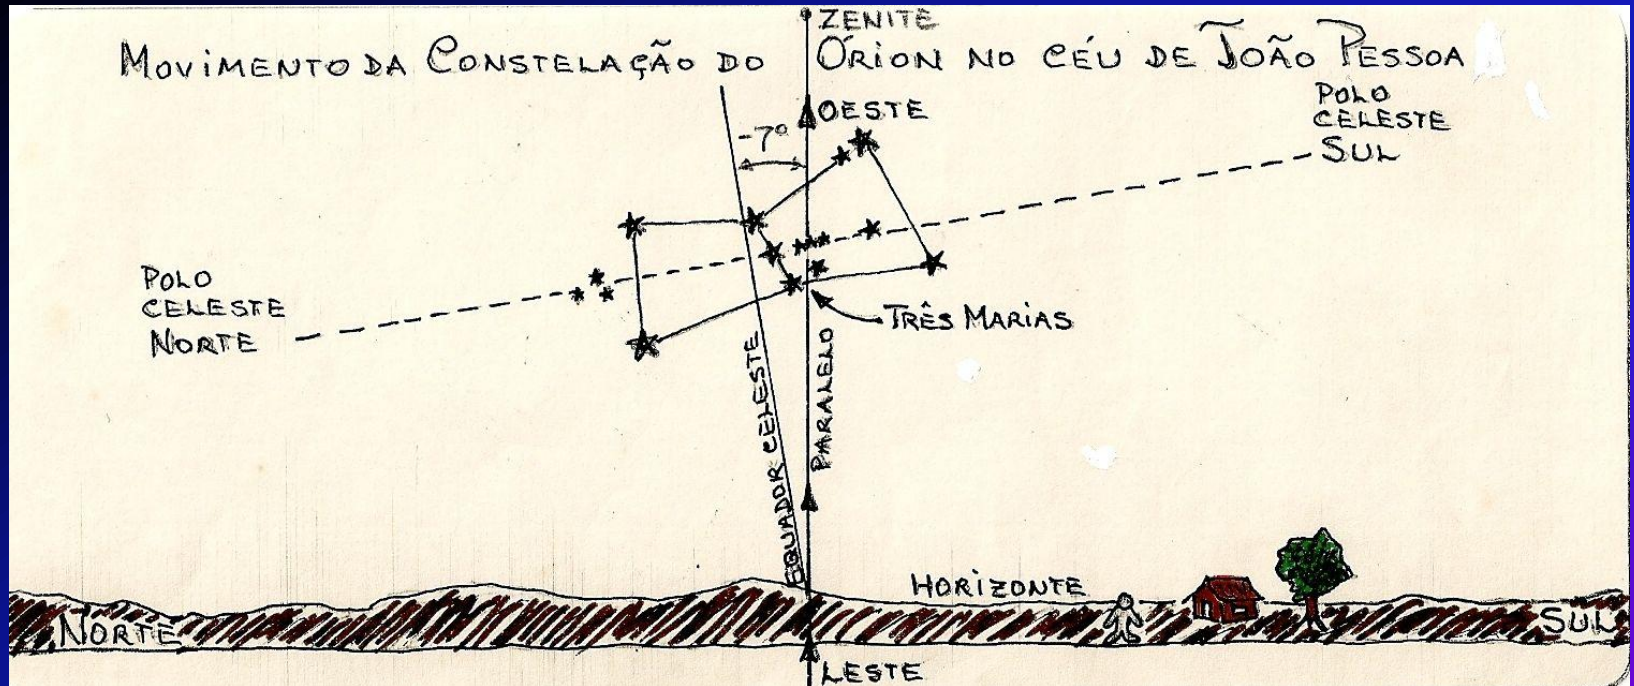 ZENITE
MOVIMENTO DA CONSTELAÇÃO DO ÓRION NO CÉU DE JOÃO PESSOA
OESTE
-7º
POLO
CELESTE
SUL
POLO
CELESTE
NORTE
TRÊS MARIAS
EQUADOR CELESTE
PARALELO
HORIZONTE
NORTE
SUL
LESTE